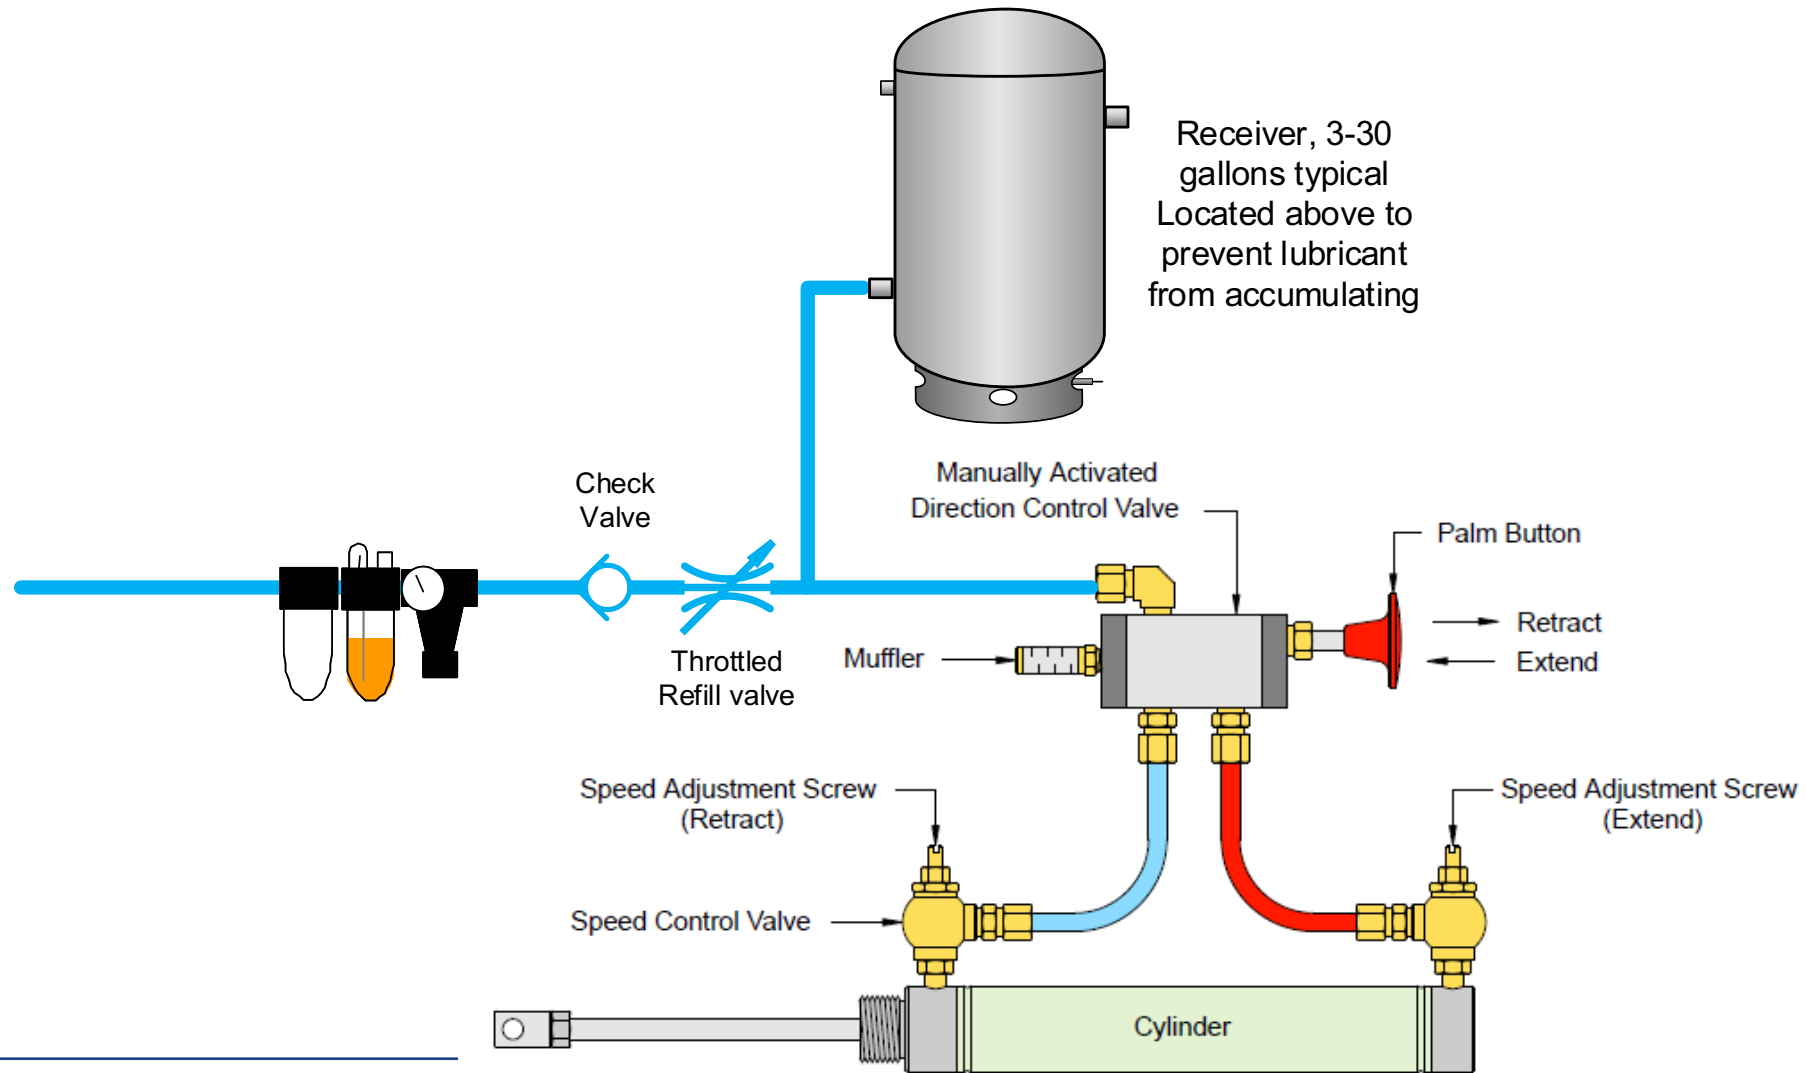 Receiver, 3-30
gallons typical
Located above to
prevent lubricant
from accumulating
Check
Valve
Manually Activated
Direction Control Valve
Palm Button
Retract
Extend
Muffler
Throttled
Refill valve
Speed Adjustment Screw
(Retract)
Speed Adjustment Screw
(Extend)
Speed Control Valve
Cylinder